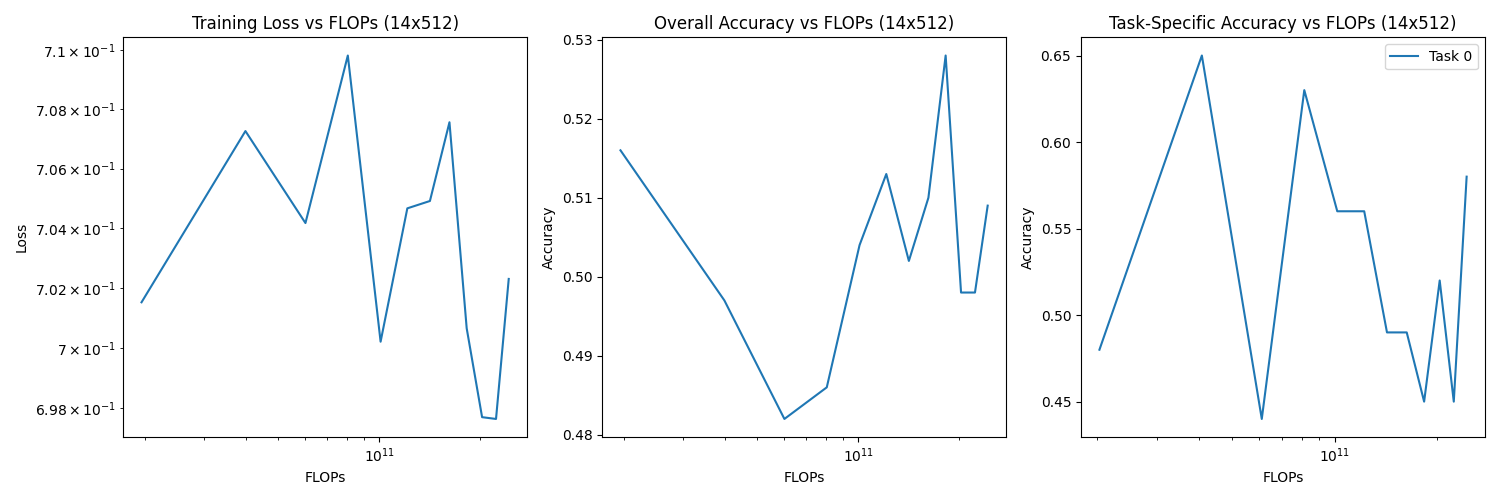 Training Loss vs FLOPs (14x512)
7.1 × 10⁻¹
7.08 × 10⁻¹
7.06 × 10⁻¹
7.04 × 10⁻¹
7.02 × 10⁻¹
7 × 10⁻¹
6.98 × 10⁻¹
Loss
10¹¹
FLOPs
Overall Accuracy vs FLOPs (14x512)
0.53
0.52
0.51
0.50
0.49
0.48
Accuracy
10¹¹
FLOPs
Task-Specific Accuracy vs FLOPs (14x512)
Task 0
0.65
0.60
0.55
0.50
0.45
Accuracy
10¹¹
FLOPs